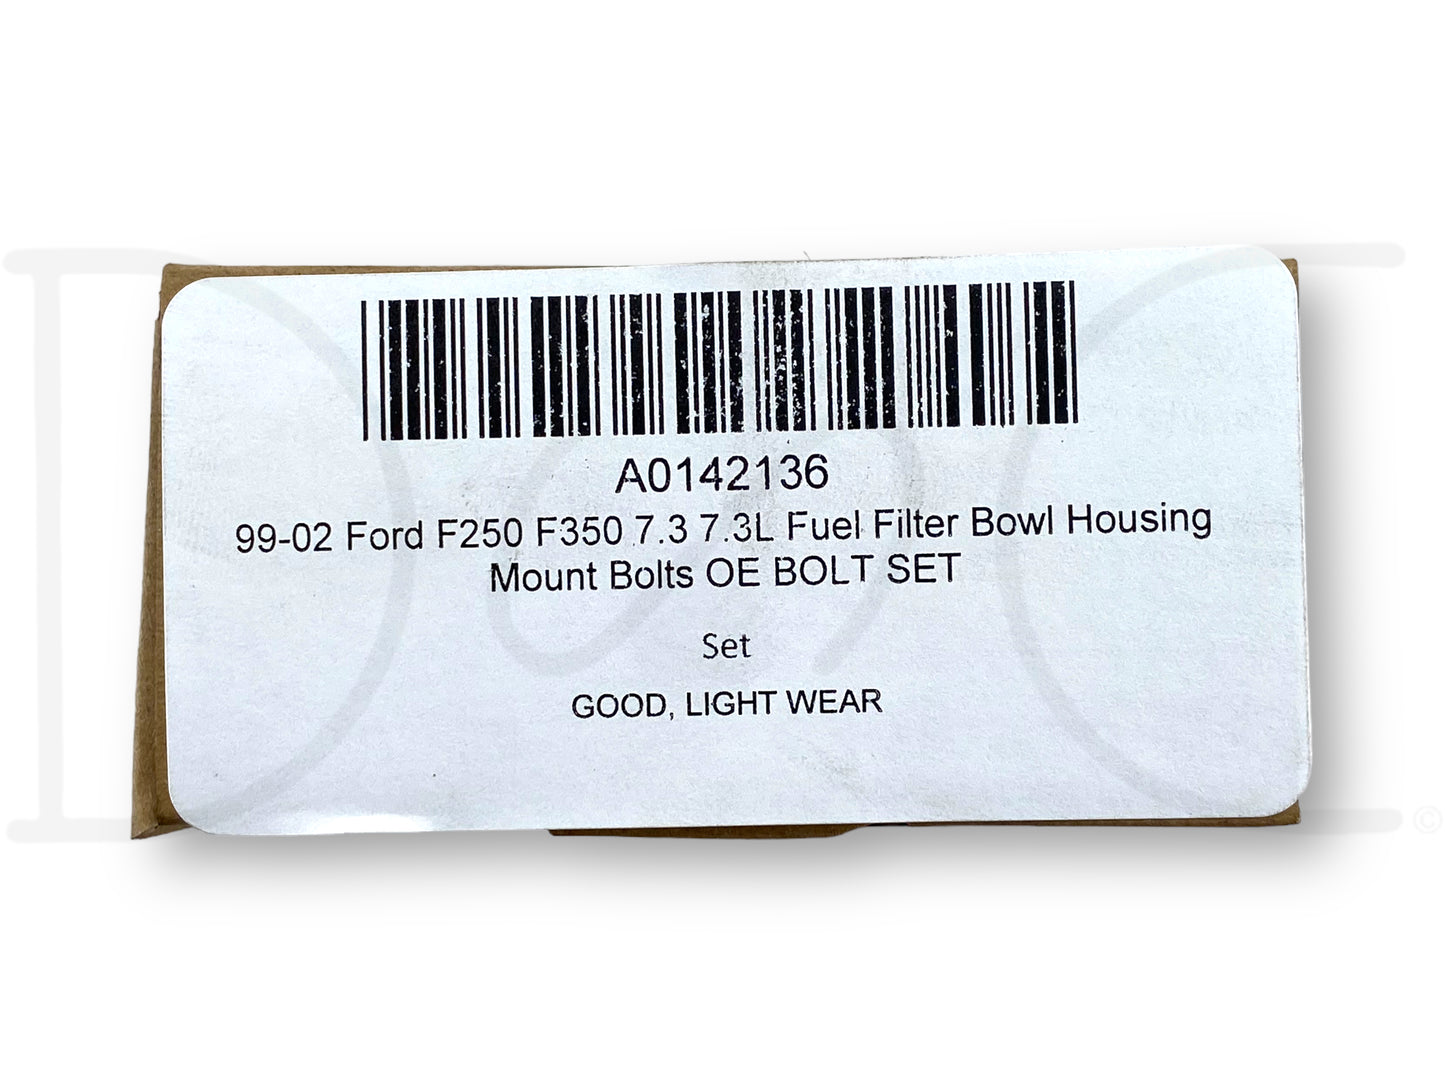 A0142136
99-02 Ford F250 F350 7.3 7.3L Fuel Filter Bowl Housing
Mount Bolts OE BOLT SET
Set
GOOD, LIGHT WEAR
©